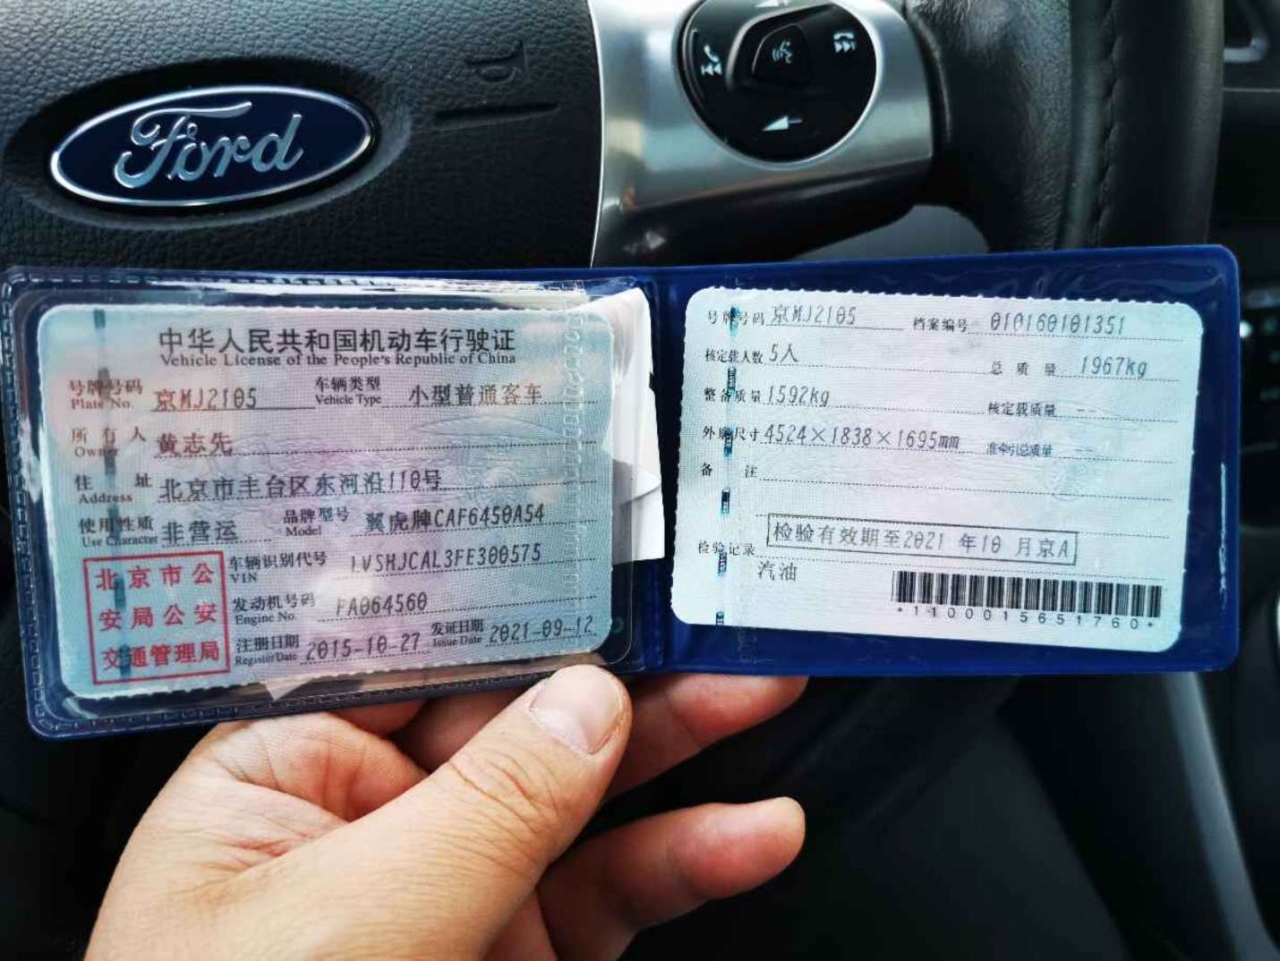 Ford
中华人民共和国机动车行驶证
Vehicle License of the People's Republic of China
号牌号码 京MJ2105 车辆类型 小型普通客车
Plate No. Vehicle Type
所有人 黄志先
Owner
住址 北京市丰台区东河沿110号
Address
使用性质 非营运 品牌型号 翼虎牌CAF6450A54
Use Character Model
车辆识别代号 LVSHJCAL3FE300575
VIN
发动机号码 FA064560
Engine No.
注册日期 2015-10-27 发证日期 2021-09-12
Register Date Issue Date
北京市公
安局公安
交通管理局
号牌号码 京MJ2105 档案编号 010160101351
核定载人数 5人 总质量 1967kg
整备质量 1592kg 核定载质量 --
外廓尺寸 4524×1838×1695mm 准牵引总质量 --
备注
检验记录 检验有效期至2021年10月京A
汽油
*1100015651760*